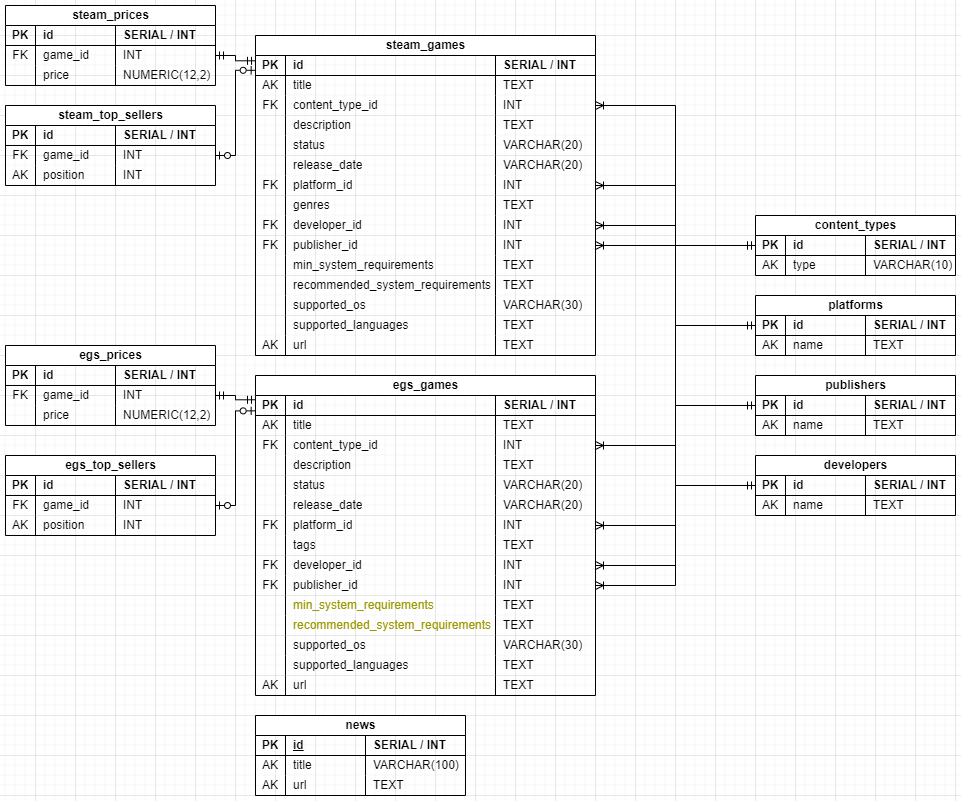 steam_prices
PK id SERIAL / INT
FK game_id INT
price NUMERIC(12,2)
steam_top_sellers
PK id SERIAL / INT
FK game_id INT
AK position INT
steam_games
PK id SERIAL / INT
AK title TEXT
FK content_type_id INT
description TEXT
status VARCHAR(20)
release_date VARCHAR(20)
FK platform_id INT
genres TEXT
FK developer_id INT
FK publisher_id INT
min_system_requirements TEXT
recommended_system_requirements TEXT
supported_os VARCHAR(30)
supported_languages TEXT
AK url TEXT
content_types
PK id SERIAL / INT
AK type VARCHAR(10)
platforms
PK id SERIAL / INT
AK name TEXT
publishers
PK id SERIAL / INT
AK name TEXT
developers
PK id SERIAL / INT
AK name TEXT
egs_prices
PK id SERIAL / INT
FK game_id INT
price NUMERIC(12,2)
egs_top_sellers
PK id SERIAL / INT
FK game_id INT
AK position INT
egs_games
PK id SERIAL / INT
AK title TEXT
FK content_type_id INT
description TEXT
status VARCHAR(20)
release_date VARCHAR(20)
FK platform_id INT
tags TEXT
FK developer_id INT
FK publisher_id INT
min_system_requirements TEXT
recommended_system_requirements TEXT
supported_os VARCHAR(30)
supported_languages TEXT
AK url TEXT
news
PK id SERIAL / INT
AK title VARCHAR(100)
AK url TEXT